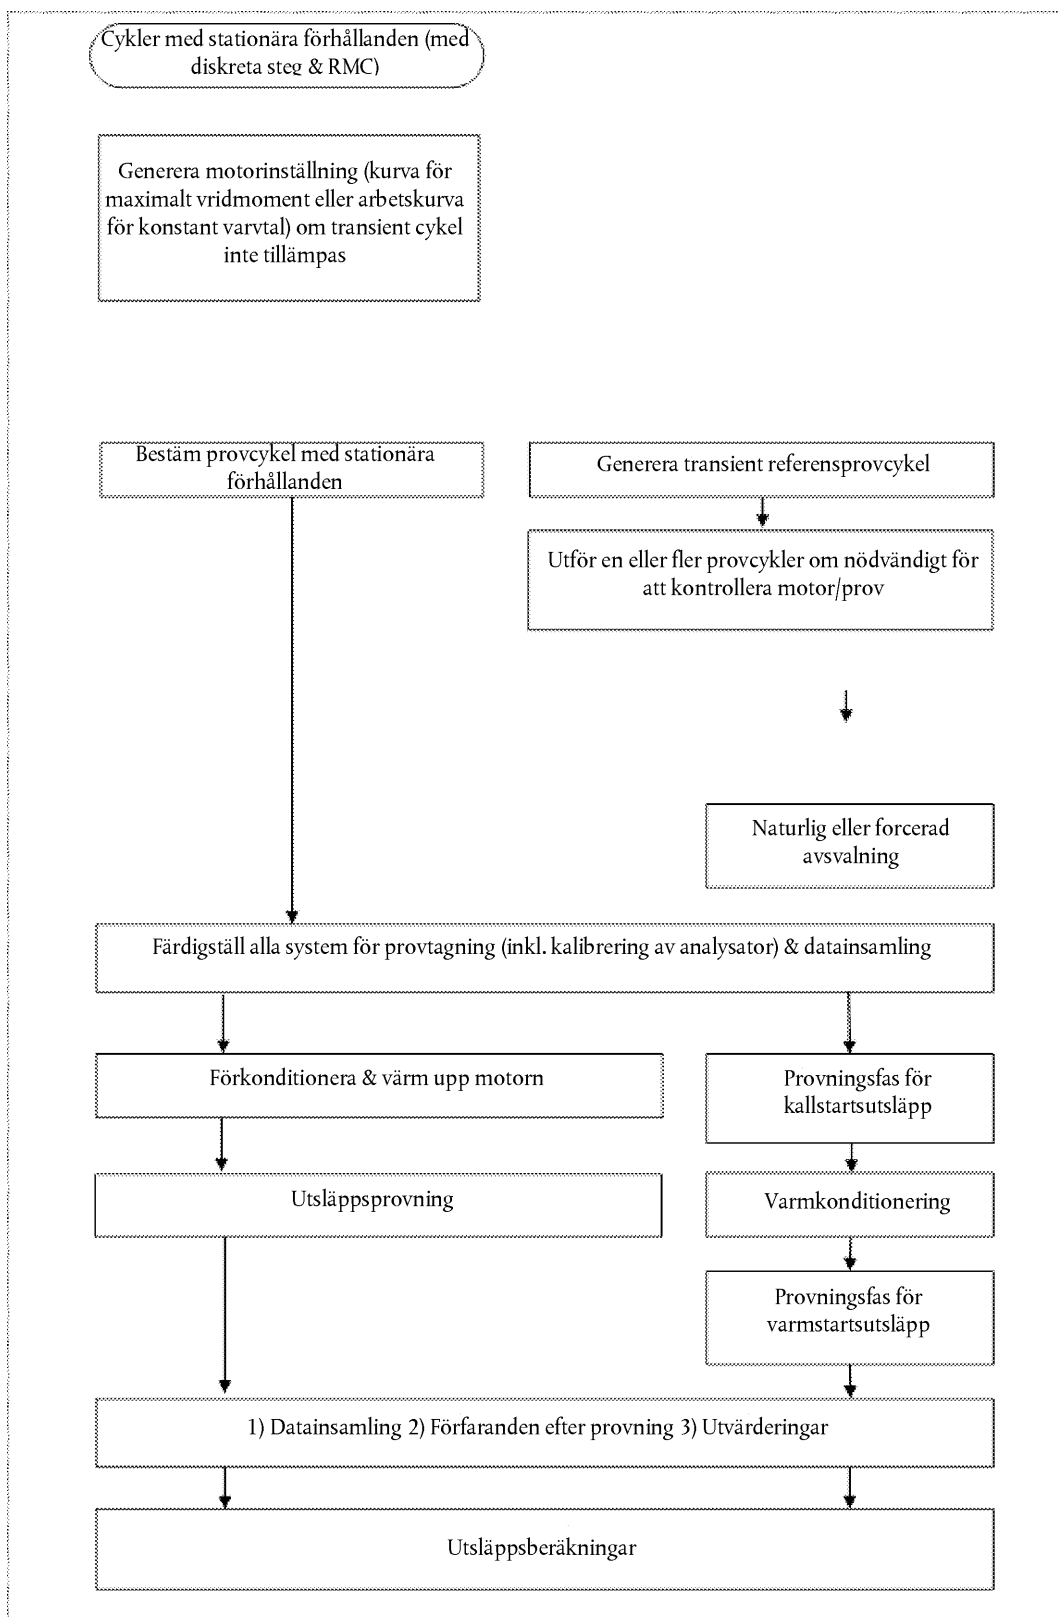 Cykler med stationära förhållanden (med
diskreta steg & RMC)
Generera motorinställning (kurva för
maximalt vridmoment eller arbetskurva
för konstant varvtal) om transient cykel
inte tillämpas
Bestäm provcykel med stationära
förhållanden
Generera transient referensprovcykel
Utför en eller fler provcykler om nödvändigt för
att kontrollera motor/prov
Naturlig eller forcerad
avsvalning
Färdigställ alla system för provtagning (inkl. kalibrering av analysator) & datainsamling
Förkonditionera & värm upp motorn
Provningsfas för
kallstartsutsläpp
Utsläppsprovning
Varmkonditionering
Provningsfas för
varmstartsutsläpp
1) Datainsamling 2) Förfaranden efter provning 3) Utvärderingar
Utsläppsberäkningar